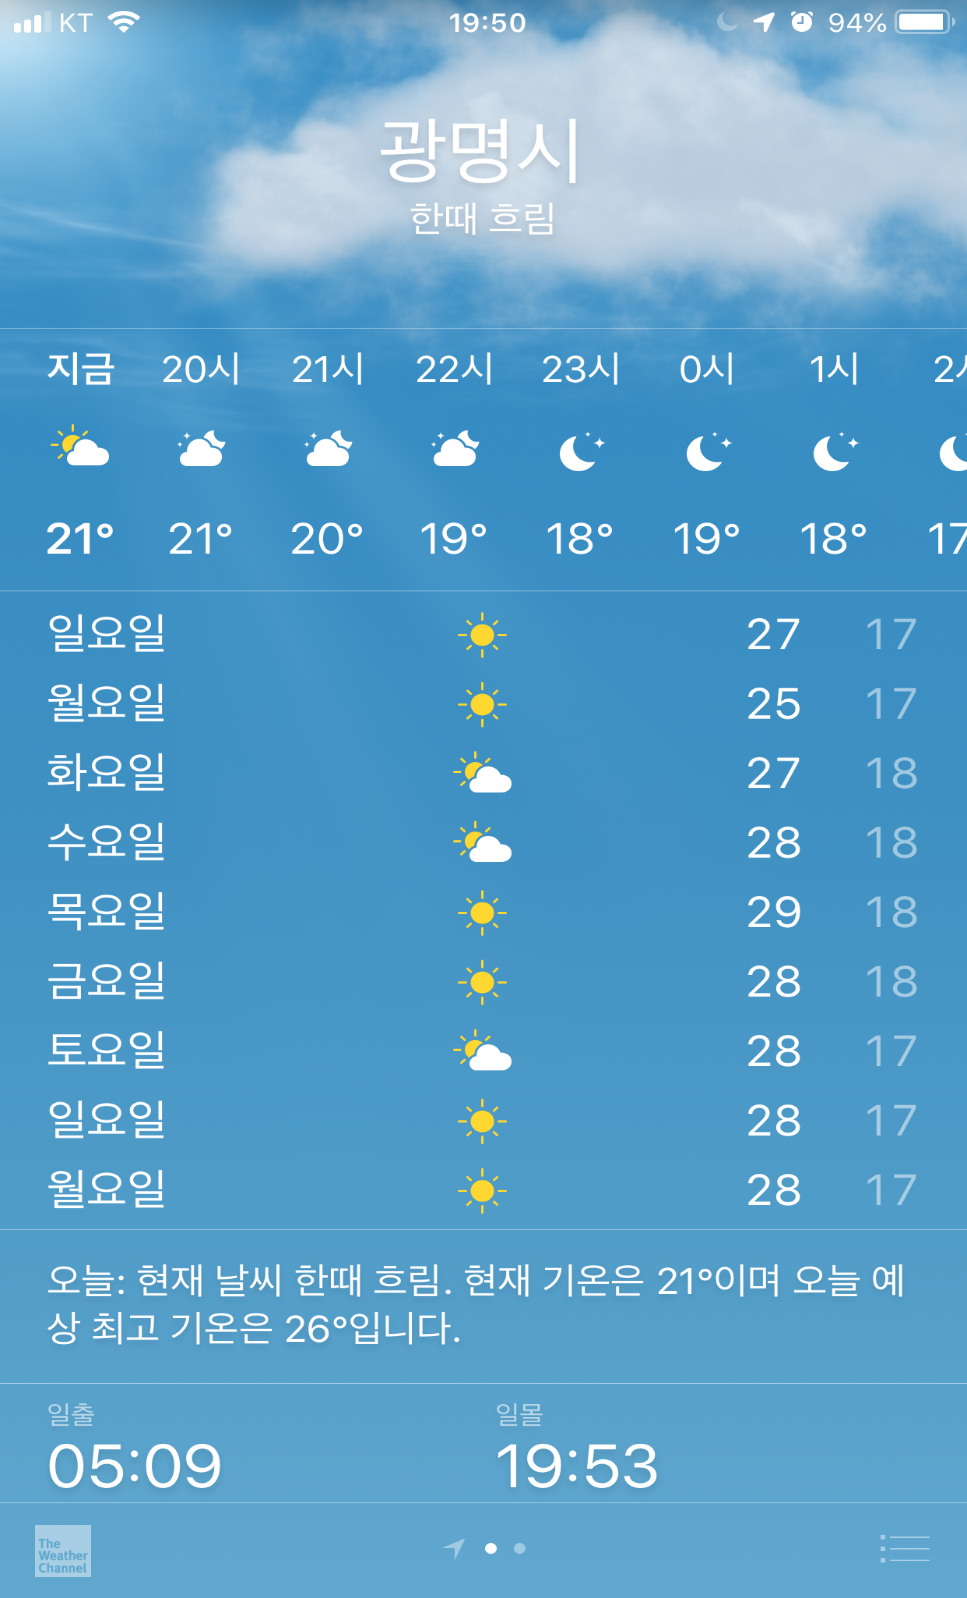 KT 19:50 94%
광명시
한때 흐림
지금 20시 21시 22시 23시 0시 1시
21° 21° 20° 19° 18° 19° 18° 17
일요일 27 17
월요일 25 17
화요일 27 18
수요일 28 18
목요일 29 18
금요일 28 18
토요일 28 17
일요일 28 17
월요일 28 17
오늘: 현재 날씨 한때 흐림. 현재 기온은 21°이며 오늘 예
상 최고 기온은 26°입니다.
일출 일몰
05:09 19:53
The
Weather
Channel